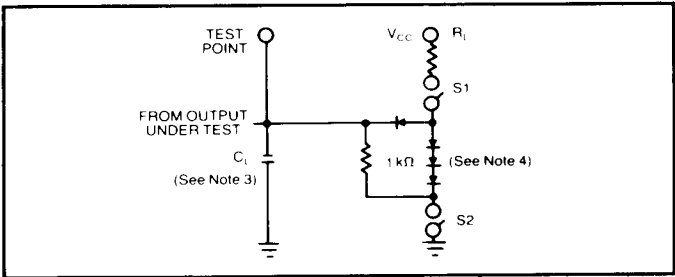 TEST
POINT
VCC
RL
S1
FROM OUTPUT
UNDER TEST
CL
(See Note 3)
1 kΩ
(See Note 4)
S2